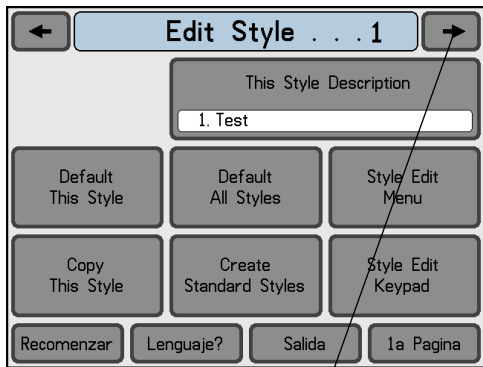 Edit Style . . . 1
This Style Description
1. Test
Default
This Style
Default
All Styles
Style Edit
Menu
Copy
This Style
Create
Standard Styles
Style Edit
Keypad
Recomenzar
Lenguaje?
Salida
1a Pagina